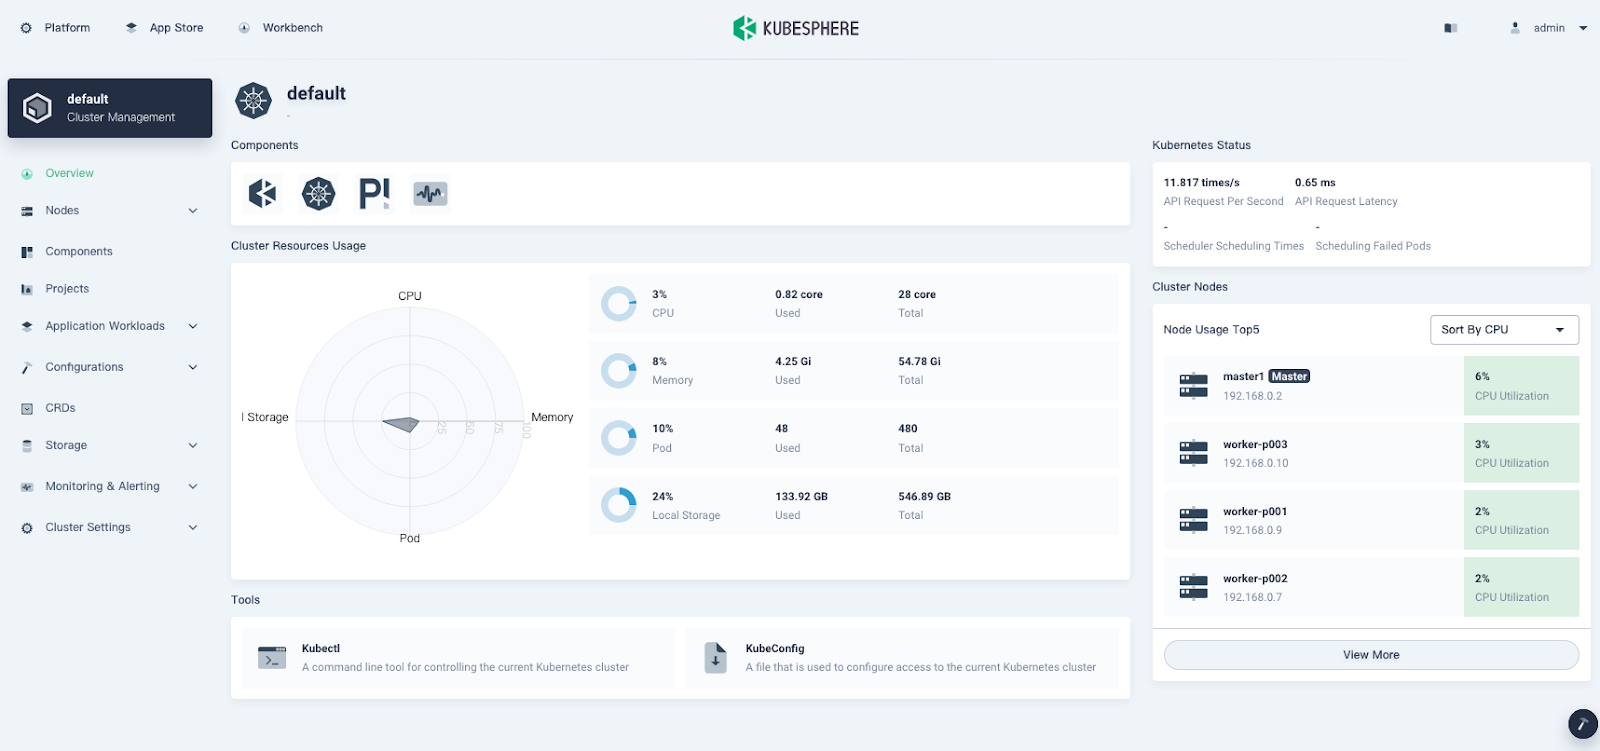 Platform
App Store
Workbench
KUBESPHERE
admin
default
Cluster Management
Overview
Nodes
Components
Projects
Application Workloads
Configurations
CRDs
Storage
Monitoring & Alerting
Cluster Settings
default
-
Components
P!
Cluster Resources Usage
CPU
l Storage
Memory
Pod
25
50
75
100
3%
CPU
0.82 core
Used
28 core
Total
8%
Memory
4.25 Gi
Used
54.78 Gi
Total
10%
Pod
48
Used
480
Total
24%
Local Storage
133.92 GB
Used
546.89 GB
Total
Tools
Kubectl
A command line tool for controlling the current Kubernetes cluster
KubeConfig
A file that is used to configure access to the current Kubernetes cluster
Kubernetes Status
11.817 times/s
API Request Per Second
0.65 ms
API Request Latency
-
Scheduler Scheduling Times
-
Scheduling Failed Pods
Cluster Nodes
Node Usage Top5
Sort By CPU
master1 Master
192.168.0.2
6%
CPU Utilization
worker-p003
192.168.0.10
3%
CPU Utilization
worker-p001
192.168.0.9
2%
CPU Utilization
worker-p002
192.168.0.7
2%
CPU Utilization
View More